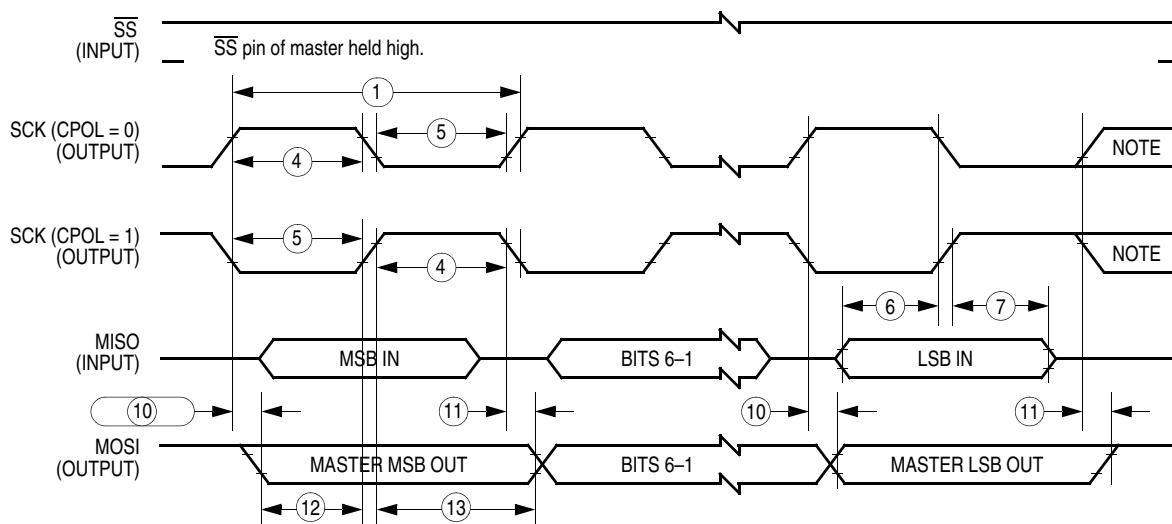 SS
(INPUT)
SS pin of master held high.
1
SCK (CPOL = 0)
(OUTPUT)
5
4
NOTE
SCK (CPOL = 1)
(OUTPUT)
5
4
NOTE
6
7
MISO
(INPUT)
MSB IN
BITS 6–1
LSB IN
10
11
10
11
MOSI
(OUTPUT)
MASTER MSB OUT
BITS 6–1
MASTER LSB OUT
12
13